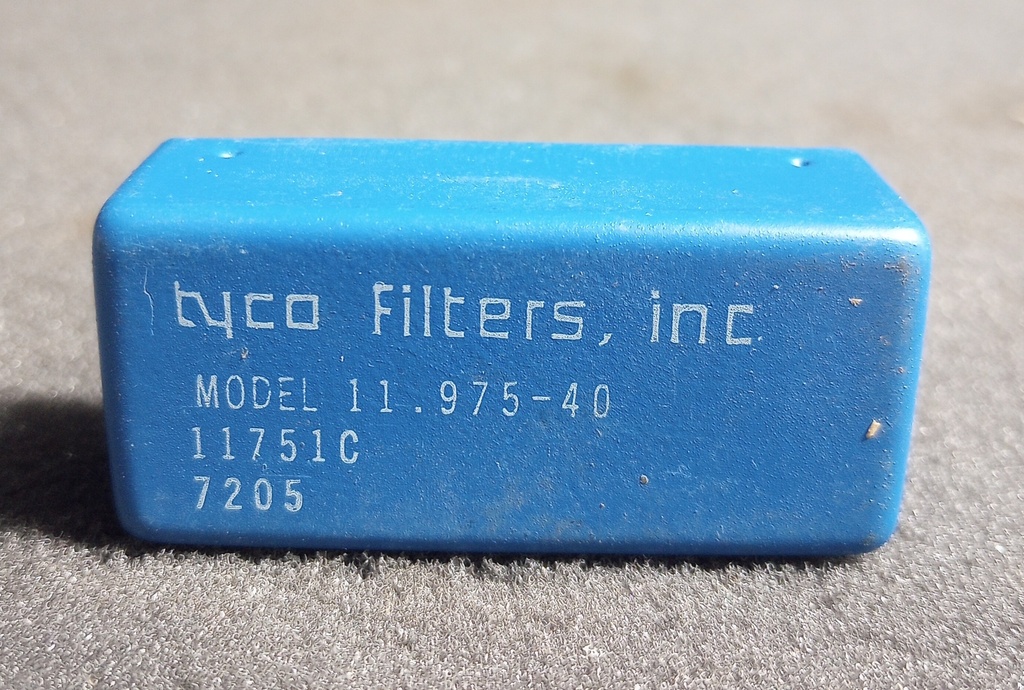 tyco filters, inc.
MODEL 11.975-40
11751C
7205